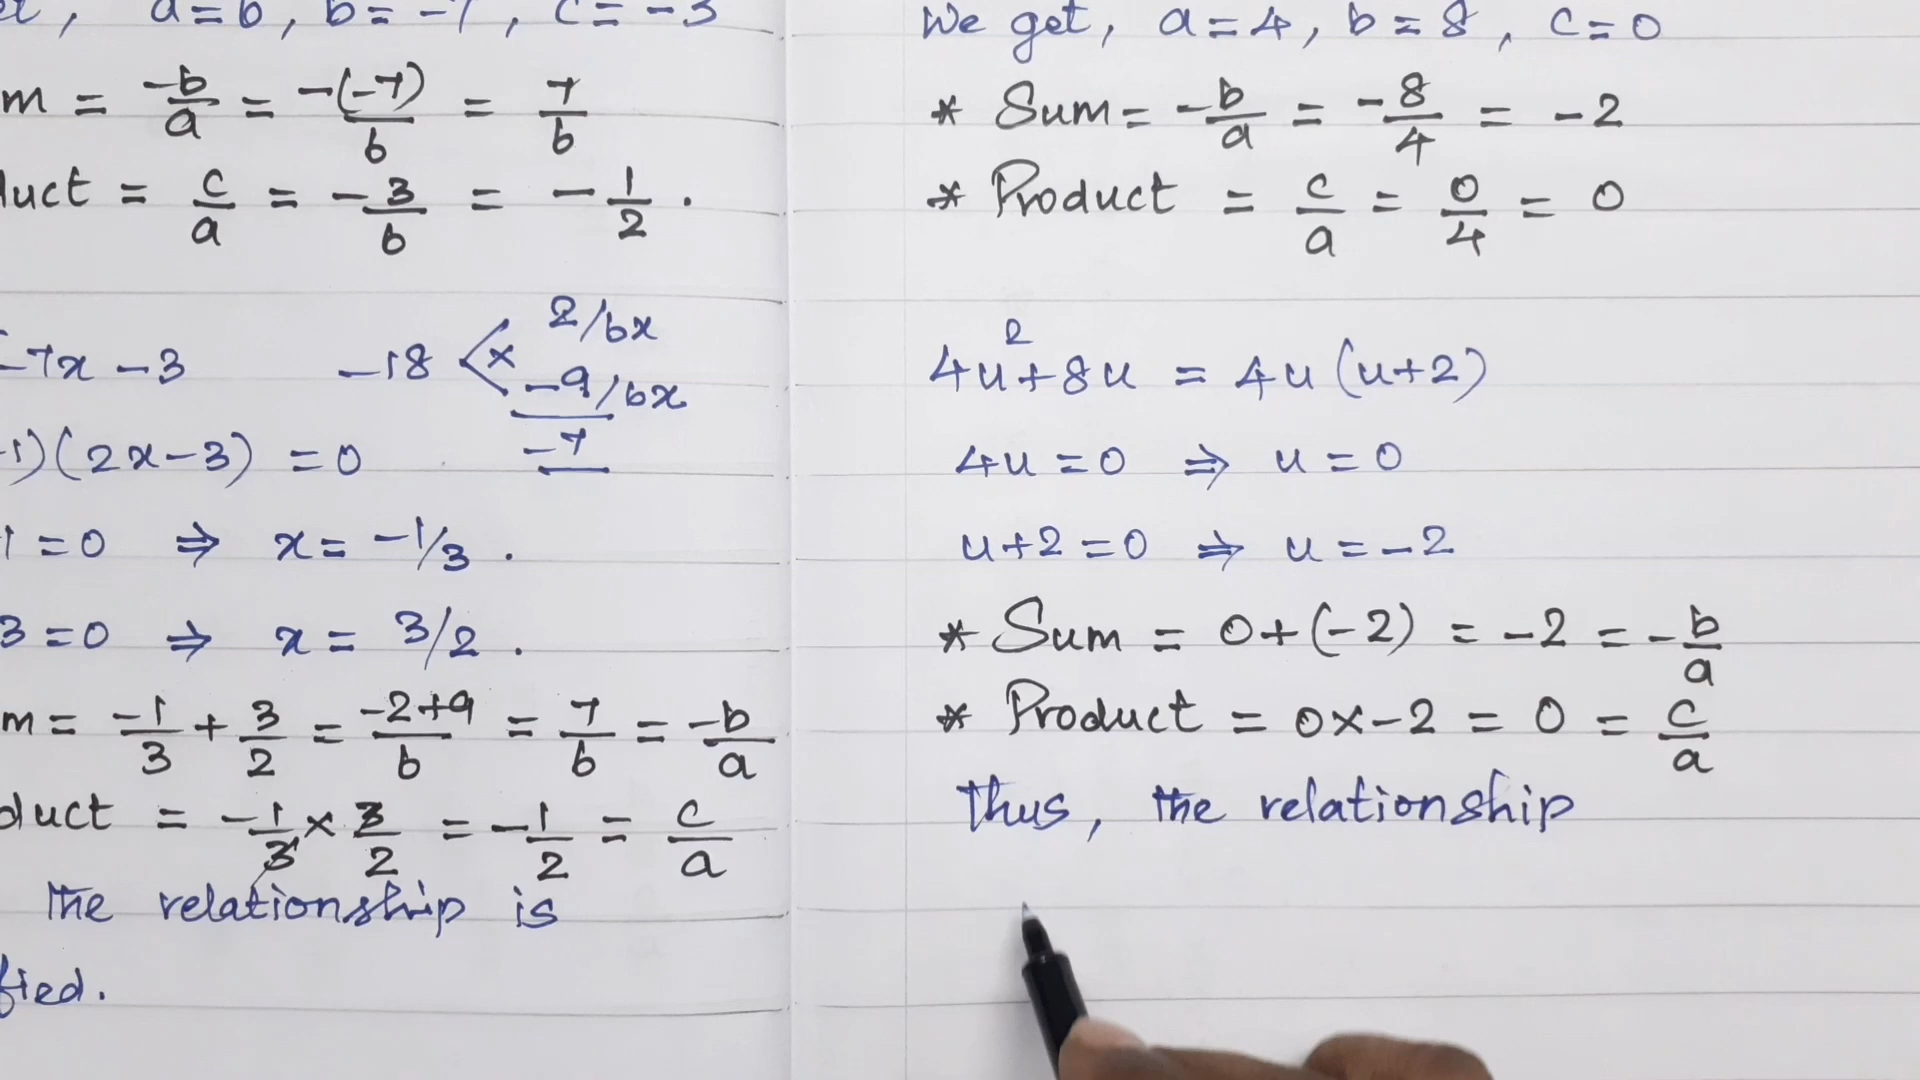 a = 6, b = -7, c = -3
m = -b/a = -(-7)/6 = 7/6
duct = c/a = -3/6 = -1/2.
-7x - 3 -18 < x 2/6x
-9/6x
-7
1)(2x-3) = 0
1 = 0 ⇒ x = -1/3.
3 = 0 ⇒ x = 3/2.
m = -1/3 + 3/2 = -2+9/6 = 7/6 = -b/a
duct = -1/3 × 3/2 = -1/2 = c/a
The relationship is
fied.
We get, a = 4, b = 8, c = 0
* Sum = -b/a = -8/4 = -2
* Product = c/a = 0/4 = 0
4u²+8u = 4u(u+2)
4u = 0 ⇒ u = 0
u+2 = 0 ⇒ u = -2
* Sum = 0+(-2) = -2 = -b/a
* Product = 0x-2 = 0 = c/a
Thus, the relationship